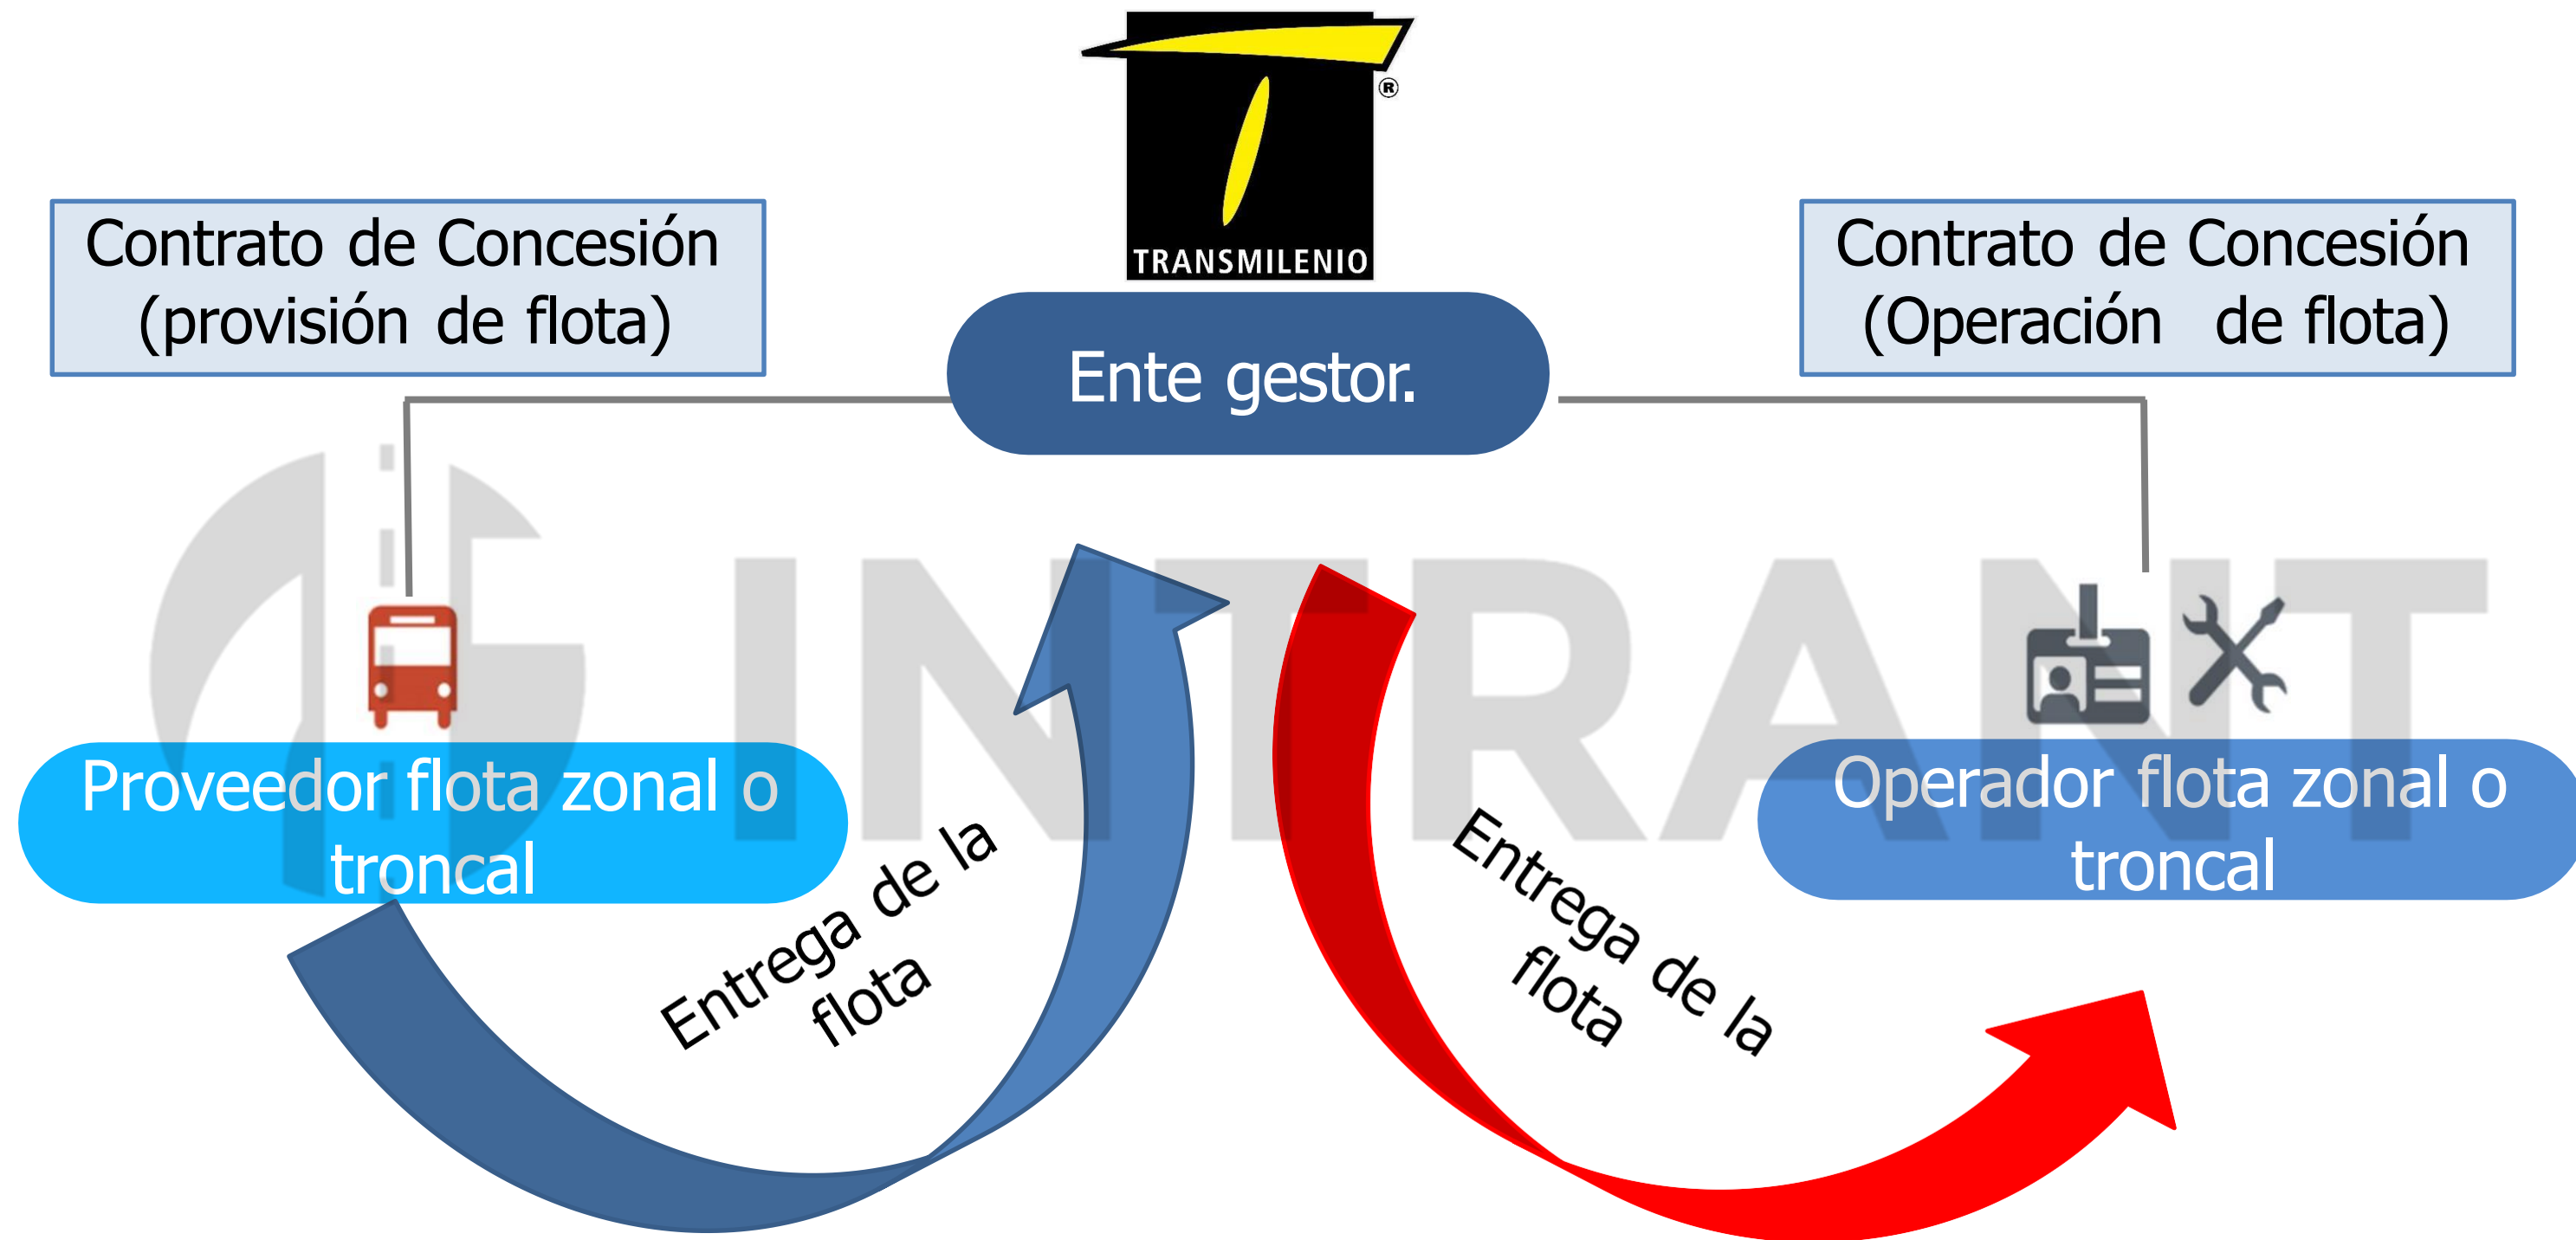 ®
TRANSMILENIO
Contrato de Concesión
(provisión de flota)
Ente gestor.
Contrato de Concesión
(Operación de flota)
INTRANT
Proveedor flota zonal o
troncal
Entrega de la
flota
Entrega de la
flota
Operador flota zonal o
troncal